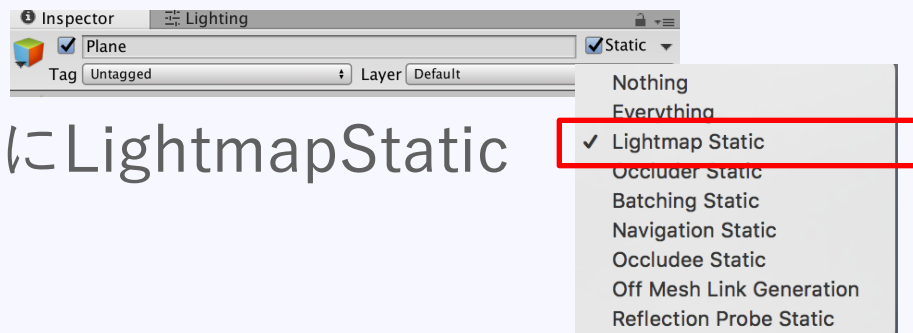 Inspector Lighting
Plane Static
Tag Untagged Layer Default
Nothing
Everything
にLightmapStatic
Lightmap Static
Occluder Static
Batching Static
Navigation Static
Occludee Static
Off Mesh Link Generation
Reflection Probe Static